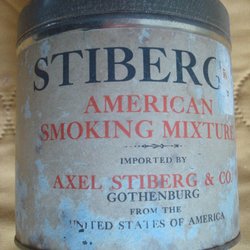 STIBERG
AMERICAN
SMOKING MIXTURE
IMPORTED BY
AXEL STIBERG & CO.
GOTHENBURG
FROM THE
UNITED STATES OF AMERICA